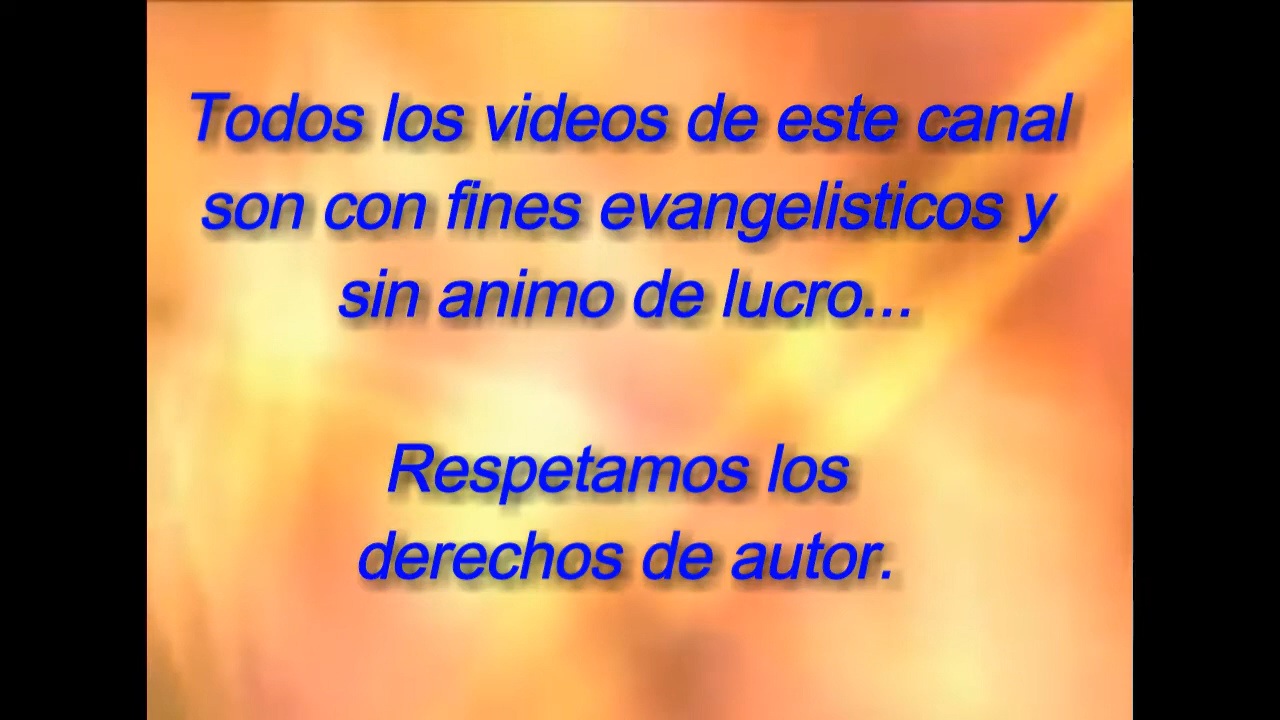 Todos los videos de este canal
son con fines evangelisticos y
sin animo de lucro...
Respetamos los
derechos de autor.